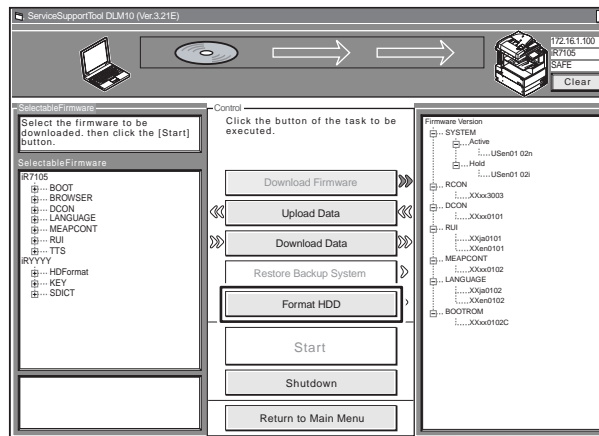 ServiceSupportTool DLM10 (Ver.3.21E)
172.16.1.100
iR7105
SAFE
Clear
SelectableFirmware
Select the firmware to be
downloaded. then click the [Start]
button.
SelectableFirmware
iR7105
BOOT
BROWSER
DCON
LANGUAGE
MEAPCONT
RUI
TTS
iRYYYY
HDFormat
KEY
SDICT
Control
Click the button of the task to be
executed.
Download Firmware
Upload Data
Download Data
Restore Backup System
Format HDD
Start
Shutdown
Return to Main Menu
Firmware Version
SYSTEM
Active
USen01 02n
Hold
USen01 02i
RCON
XXxx3003
DCON
XXxx0101
RUI
XXja0101
XXen0101
MEAPCONT
XXxx0102
LANGUAGE
XXja0102
XXen0102
BOOTROM
XXxx0102C